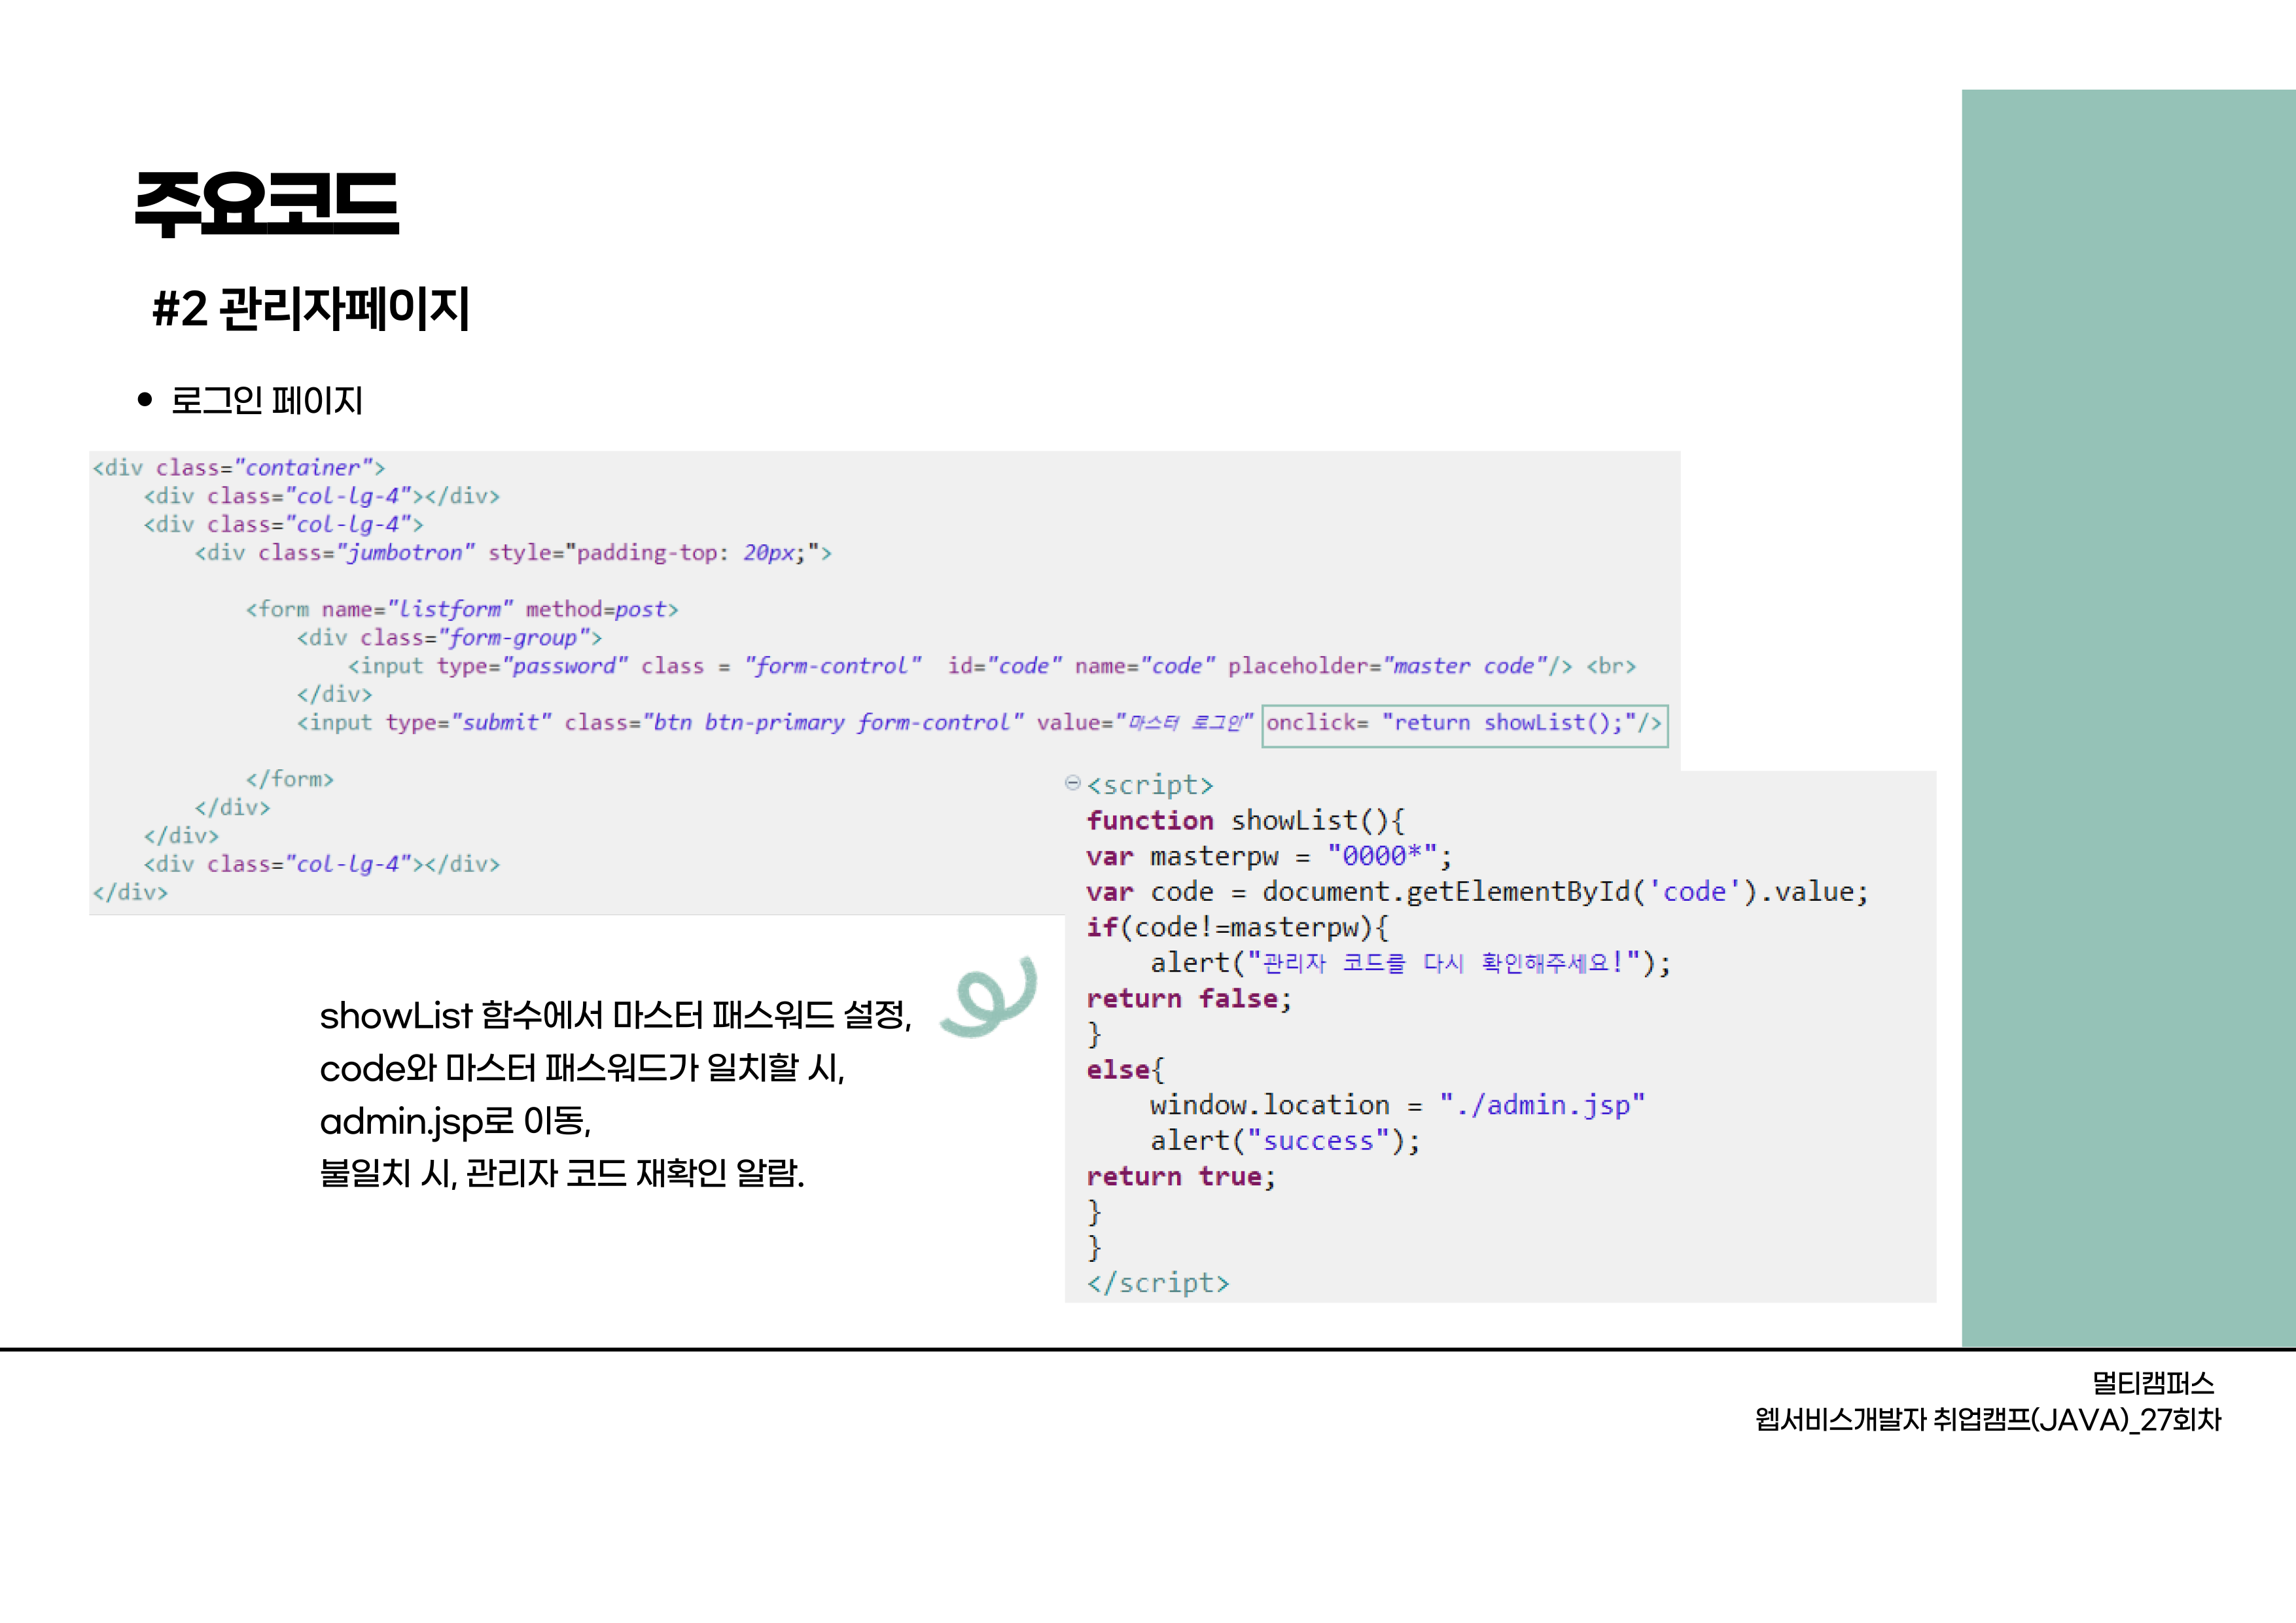 주요코드
#2 관리자페이지
• 로그인 페이지
<div class="container">
<div class="col-lg-4"></div>
<div class="col-lg-4">
<div class="jumbotron" style="padding-top: 20px;">
<form name="listform" method=post>
<div class="form-group">
<input type="password" class = "form-control"  id="code" name="code" placeholder="master code"/> <br>
</div>
<input type="submit" class="btn btn-primary form-control" value="마스터 로그인" onclick= "return showList();"/>
</form>
</div>
</div>
<div class="col-lg-4"></div>
</div>
<script>
function showList(){
var masterpw = "0000*";
var code = document.getElementById('code').value;
if(code!=masterpw){
alert("관리자 코드를 다시 확인해주세요!");
return false;
}
else{
window.location = "./admin.jsp"
alert("success");
return true;
}
}
</script>
showList 함수에서 마스터 패스워드 설정,
code와 마스터 패스워드가 일치할 시,
admin.jsp로 이동,
불일치 시, 관리자 코드 재확인 알람.
멀티캠퍼스
웹서비스개발자 취업캠프(JAVA)_27회차